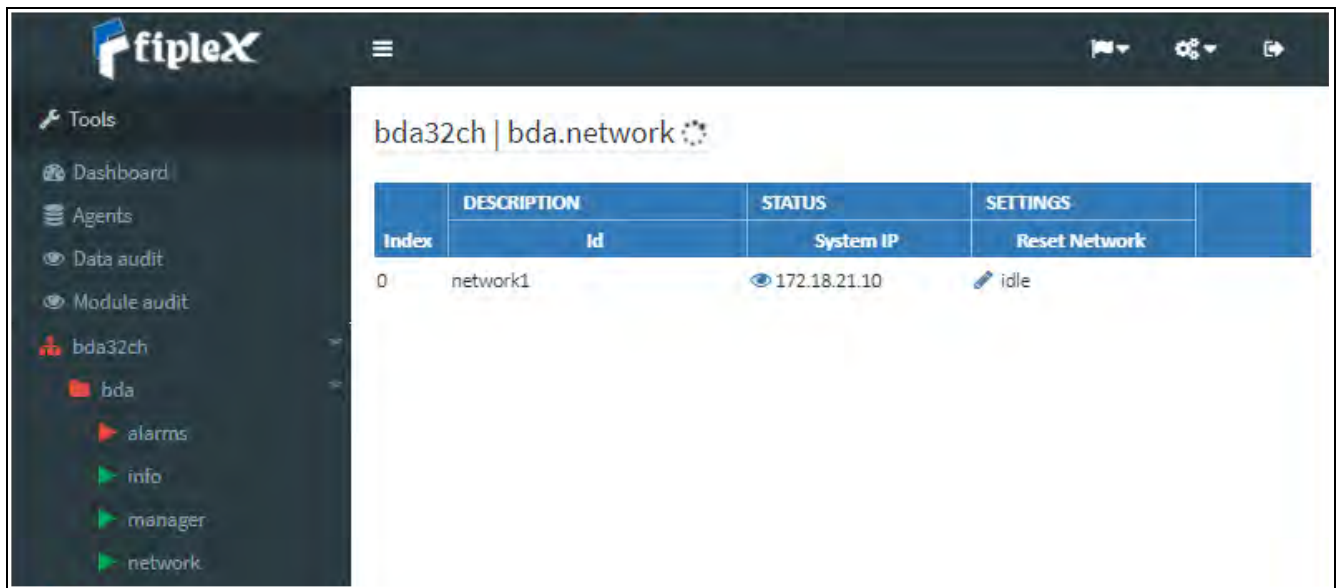 fipleX
Tools
Dashboard
Agents
Data audit
Module audit
bda32ch
bda
alarms
info
manager
network
bda32ch | bda.network
DESCRIPTION STATUS SETTINGS
Index Id System IP Reset Network
0 network1 172.18.21.10 idle